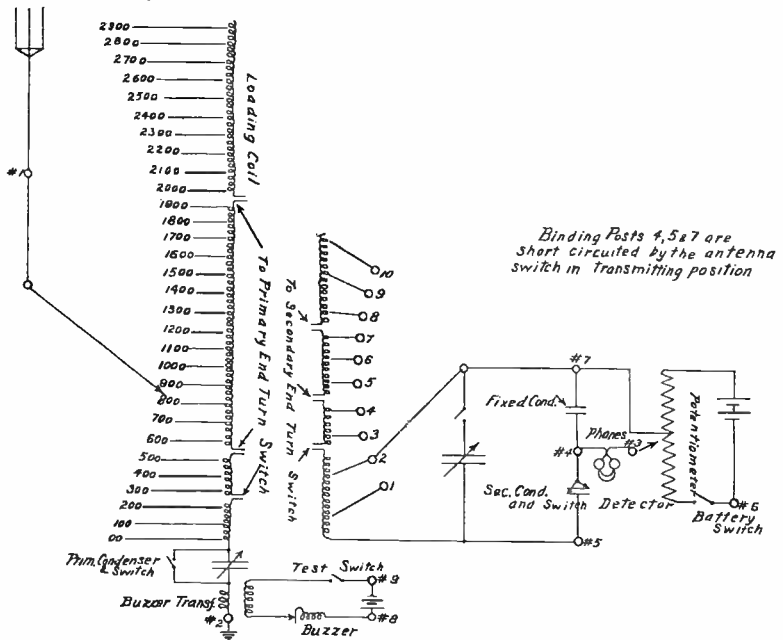 2900
2800
2700
2600
2500
2400
2300
2200
2100
2000
1900
1800
1700
1600
1500
1400
1300
1200
1100
1000
900
800
700
600
500
400
300
200
100
00
#1
Loading Coil
To Primary End Turn Switch
To Secondary End Turn Switch
10
9
8
7
6
5
4
3
2
1
Binding Posts 4,5 & 7 are
short circuited by the antenna
switch in transmitting position
#7
Fixed Cond.
Phones
#4
#3
Potentiometer
Sec. Cond.
and Switch
Detector
#6
Battery
Switch
#5
Prim. Condenser
& Switch
Buzzer Transf.
#2
Test Switch
#9
#8
Buzzer